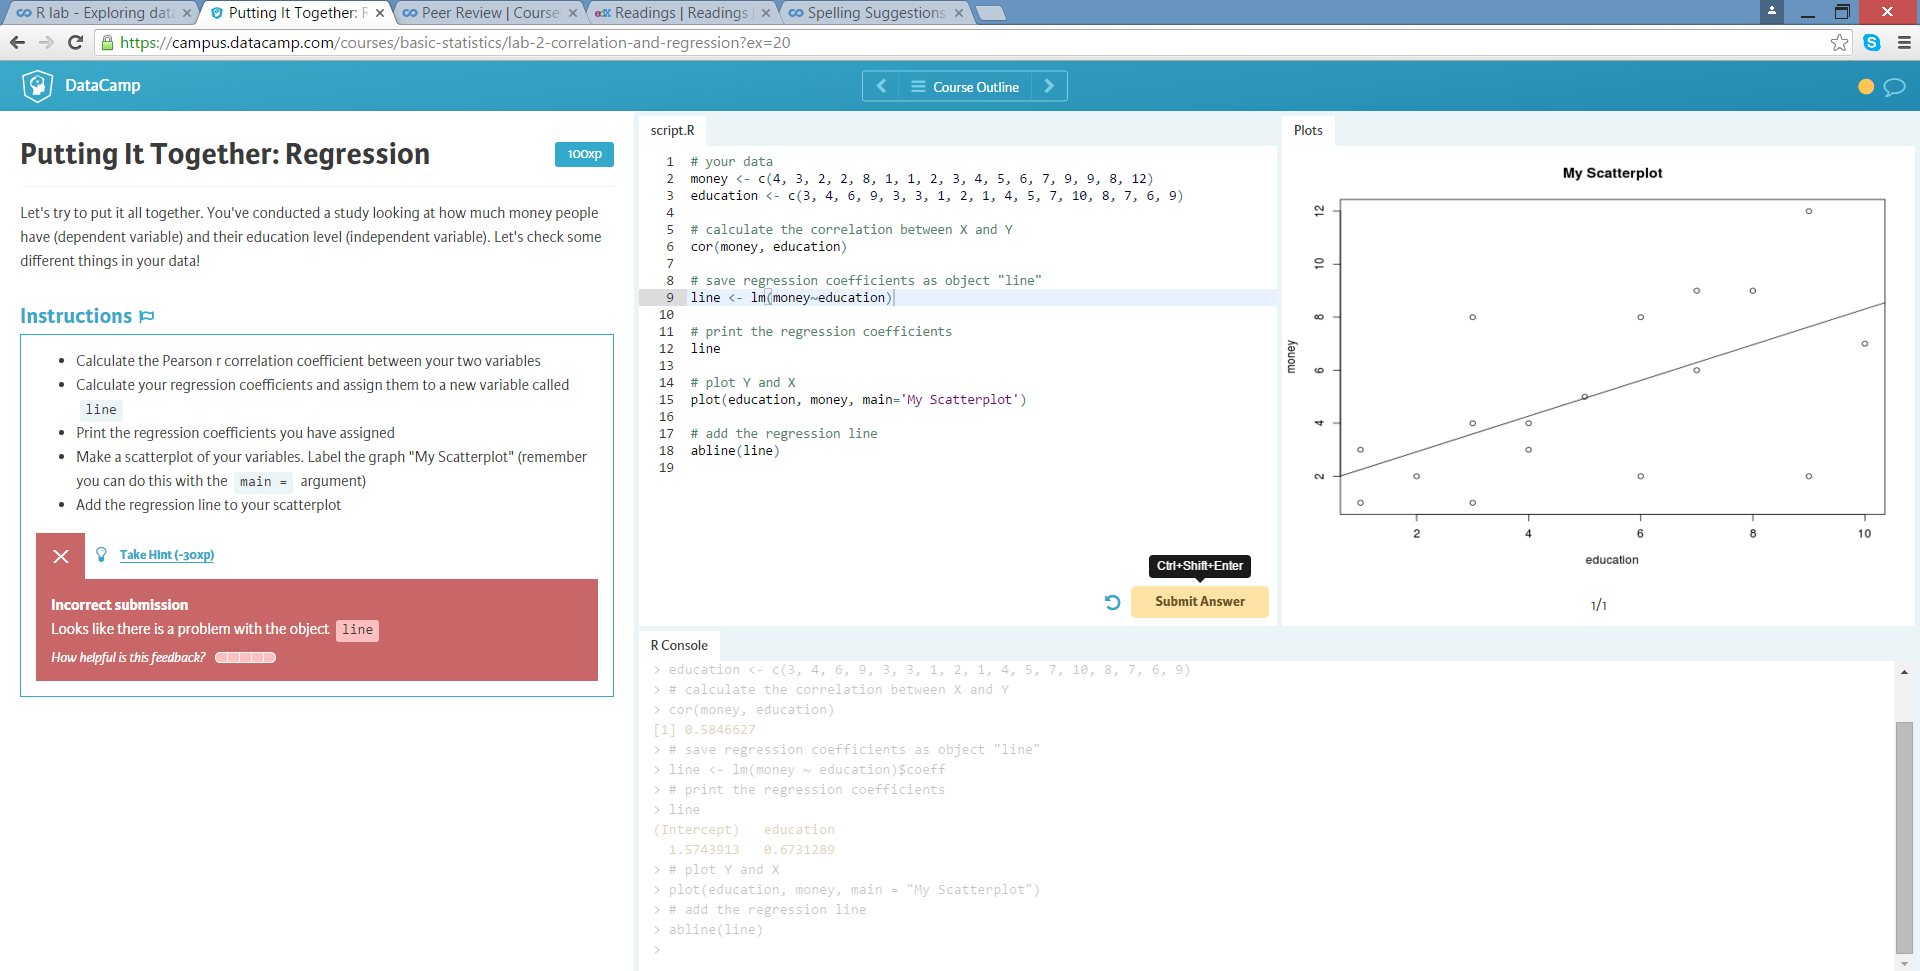 R lab - Exploring data
Putting It Together: R
Peer Review | Course
edX Readings | Readings
Spelling Suggestions
https://campus.datacamp.com/courses/basic-statistics/lab-2-correlation-and-regression?ex=20
DataCamp
Course Outline
Putting It Together: Regression
100xp
Let's try to put it all together. You've conducted a study looking at how much money people
have (dependent variable) and their education level (independent variable). Let's check some
different things in your data!
Instructions
• Calculate the Pearson r correlation coefficient between your two variables
• Calculate your regression coefficients and assign them to a new variable called
line
• Print the regression coefficients you have assigned
• Make a scatterplot of your variables. Label the graph "My Scatterplot" (remember
you can do this with the main = argument)
• Add the regression line to your scatterplot
Take Hint (-30xp)
Incorrect submission
Looks like there is a problem with the object line
How helpful is this feedback?
script.R
1 # your data
2 money <- c(4, 3, 2, 2, 8, 1, 1, 2, 3, 4, 5, 6, 7, 9, 9, 8, 12)
3 education <- c(3, 4, 6, 9, 3, 3, 1, 2, 1, 4, 5, 7, 10, 8, 7, 6, 9)
4
5 # calculate the correlation between X and Y
6 cor(money, education)
7
8 # save regression coefficients as object "line"
9 line <- lm(money~education)
10
11 # print the regression coefficients
12 line
13
14 # plot Y and X
15 plot(education, money, main='My Scatterplot')
16
17 # add the regression line
18 abline(line)
19
Ctrl+Shift+Enter
Submit Answer
Plots
My Scatterplot
12
10
8
6
4
2
money
2 4 6 8 10
education
1/1
R Console
> education <- c(3, 4, 6, 9, 3, 3, 1, 2, 1, 4, 5, 7, 10, 8, 7, 6, 9)
> # calculate the correlation between X and Y
> cor(money, education)
[1] 0.5846627
> # save regression coefficients as object "line"
> line <- lm(money ~ education)$coeff
> # print the regression coefficients
> line
(Intercept) education
1.5743913 0.6731289
> # plot Y and X
> plot(education, money, main = "My Scatterplot")
> # add the regression line
> abline(line)
>